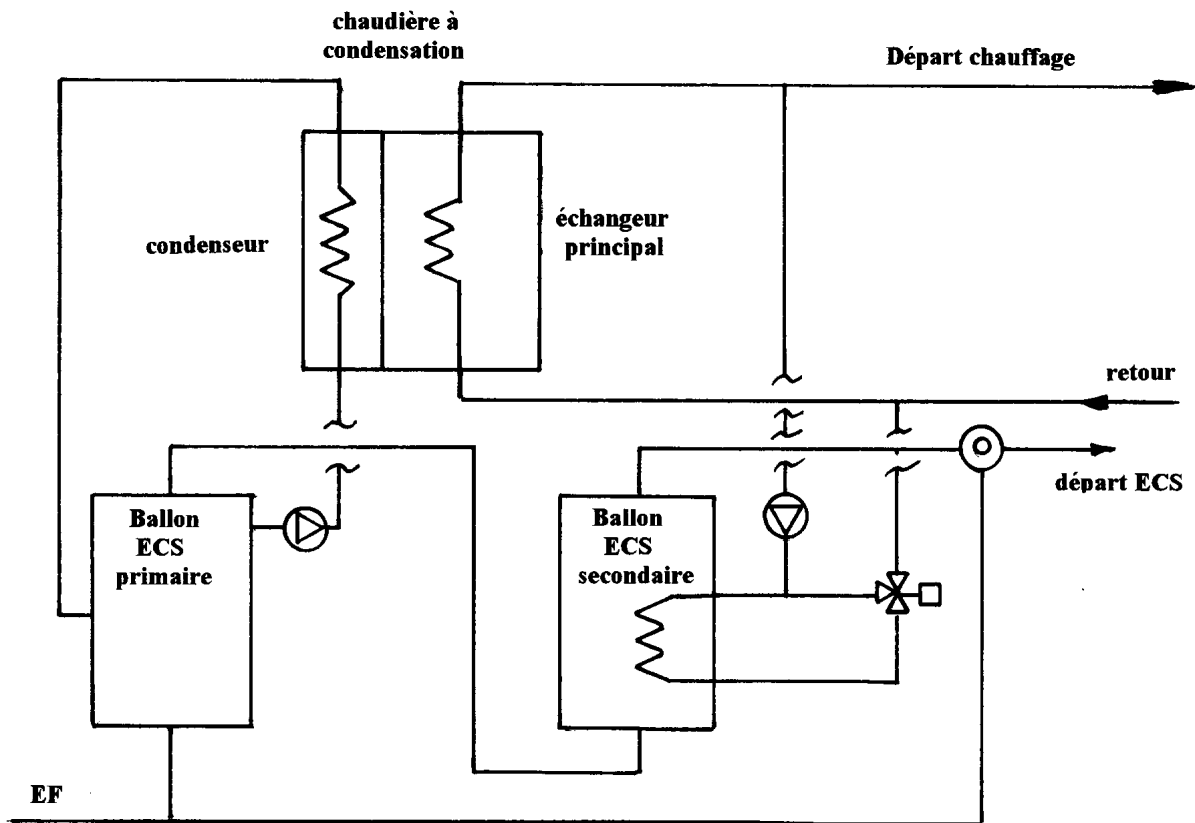 chaudière à
condensation
Départ chauffage
condenseur
échangeur
principal
retour
départ ECS
Ballon
ECS
primaire
Ballon
ECS
secondaire
EF